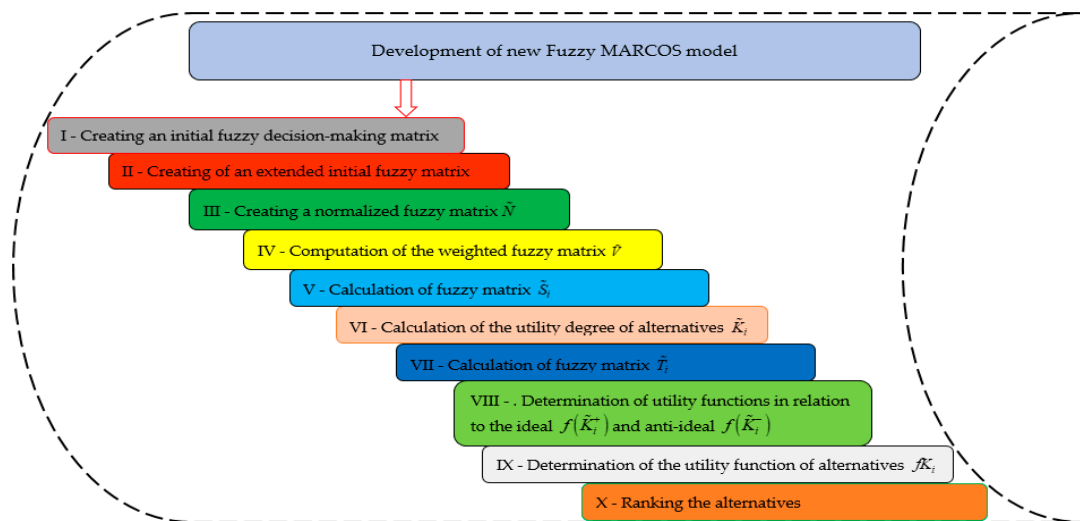 Development of new Fuzzy MARCOS model
I - Creating an initial fuzzy decision-making matrix
II - Creating of an extended initial fuzzy matrix
III - Creating a normalized fuzzy matrix Ñ
IV - Computation of the weighted fuzzy matrix ṽ
V - Calculation of fuzzy matrix S̃ᵢ
VI - Calculation of the utility degree of alternatives K̃ᵢ
VII - Calculation of fuzzy matrix T̃ᵢ
VIII - . Determination of utility functions in relation
to the ideal f(K̃ᵢ⁺) and anti-ideal f(K̃ᵢ⁻)
IX - Determination of the utility function of alternatives fKᵢ
X - Ranking the alternatives